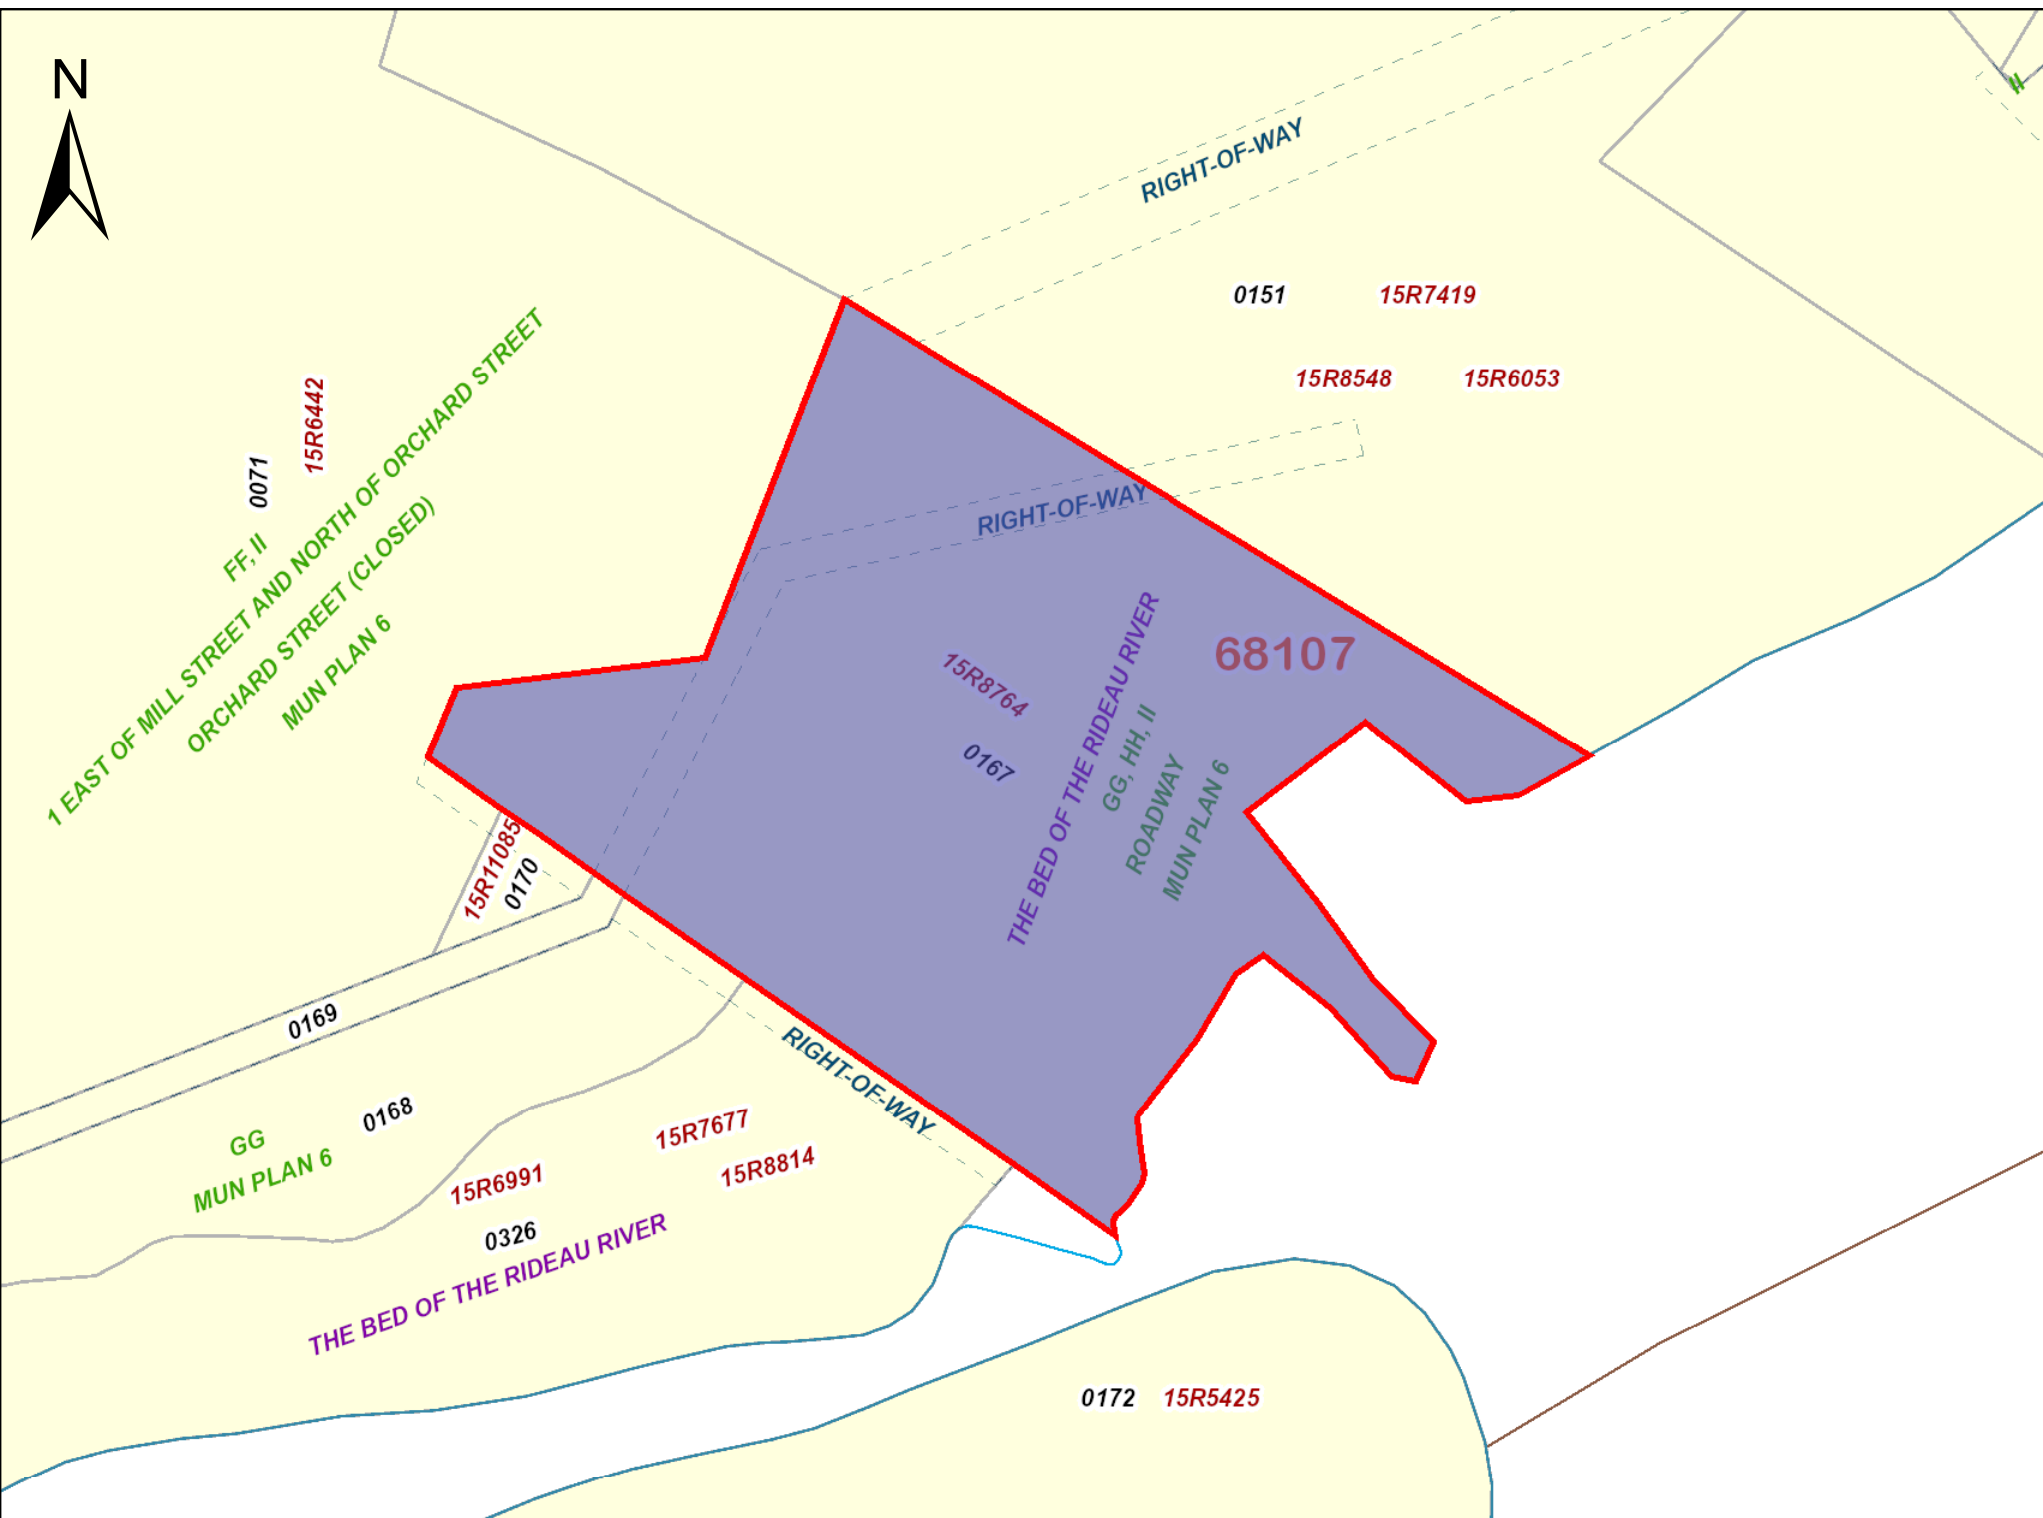 N
II
RIGHT-OF-WAY
0151
15R7419
15R8548
15R6053
15R6442
0071
FF, II
1 EAST OF MILL STREET AND NORTH OF ORCHARD STREET
ORCHARD STREET (CLOSED)
MUN PLAN 6
RIGHT-OF-WAY
68107
15R8764
0167
THE BED OF THE RIDEAU RIVER
GG, HH, II
ROADWAY
MUN PLAN 6
15R11085
0170
0169
0168
GG
MUN PLAN 6
RIGHT-OF-WAY
15R7677
15R8814
15R6991
0326
THE BED OF THE RIDEAU RIVER
0172
15R5425